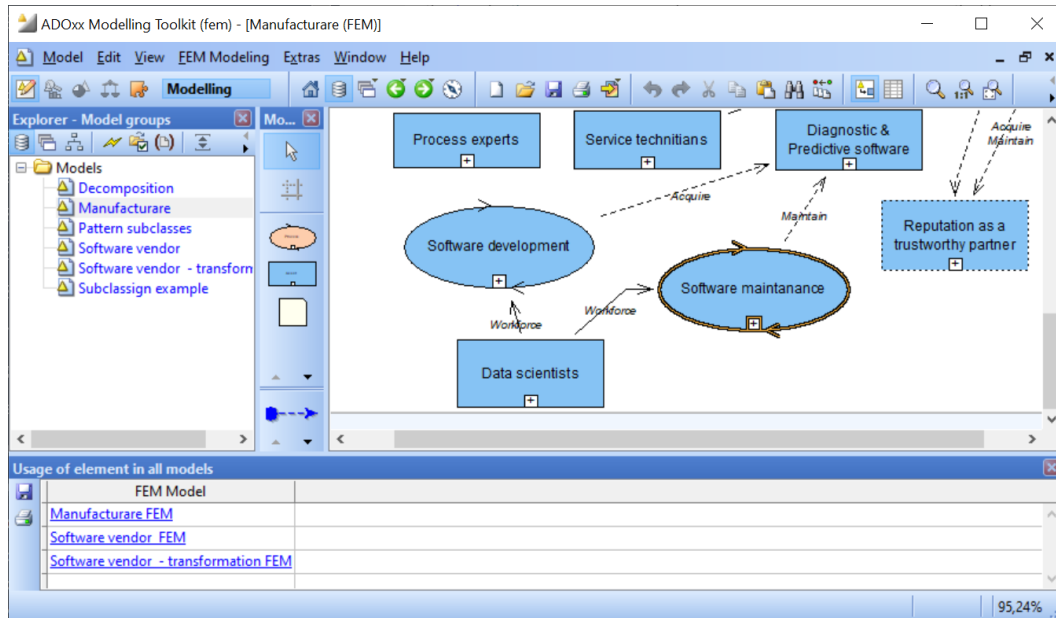 ADOxx Modelling Toolkit (fem) - [Manufacturare (FEM)]
Model Edit View FEM Modeling Extras Window Help
Modelling
Explorer - Model groups
Mo...
Models
Decomposition
Manufacturare
Pattern subclasses
Software vendor
Software vendor - transforn
Subclassign example
Process experts
Service technitians
Diagnostic &
Predictive software
Acquire
Maintain
Acquire
Maintain
Reputation as a
trustworthy partner
Software development
Software maintanance
Workforce
Workforce
Data scientists
Usage of element in all models
FEM Model
Manufacturare FEM
Software vendor FEM
Software vendor - transformation FEM
95,24%